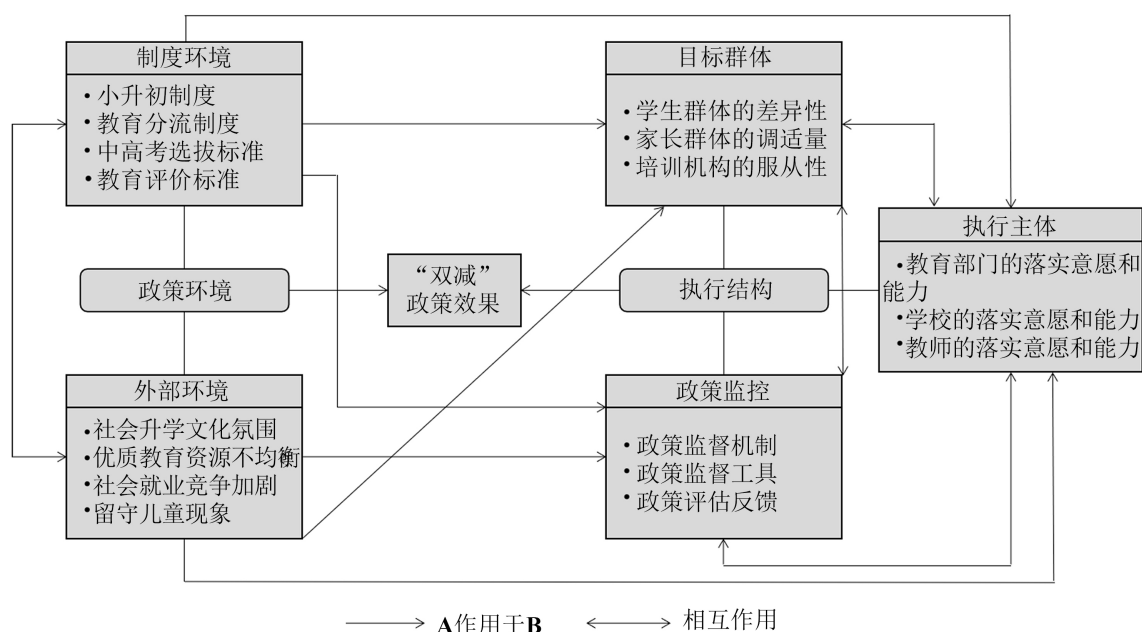 制度环境
• 小升初制度
• 教育分流制度
• 中高考选拔标准
• 教育评价标准
目标群体
• 学生群体的差异性
• 家长群体的调适量
• 培训机构的服从性
执行主体
• 教育部门的落实意愿和
能力
• 学校的落实意愿和能力
• 教师的落实意愿和能力
政策环境
“双减”
政策效果
执行结构
外部环境
• 社会升学文化氛围
• 优质教育资源不均衡
• 社会就业竞争加剧
• 留守儿童现象
政策监控
• 政策监督机制
• 政策监督工具
• 政策评估反馈
A作用于B
相互作用